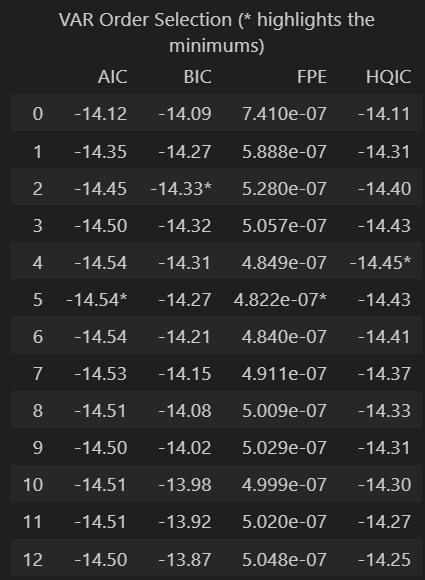 VAR Order Selection (* highlights the
minimums)
AIC BIC FPE HQIC
0 -14.12 -14.09 7.410e-07 -14.11
1 -14.35 -14.27 5.888e-07 -14.31
2 -14.45 -14.33* 5.280e-07 -14.40
3 -14.50 -14.32 5.057e-07 -14.43
4 -14.54 -14.31 4.849e-07 -14.45*
5 -14.54* -14.27 4.822e-07* -14.43
6 -14.54 -14.21 4.840e-07 -14.41
7 -14.53 -14.15 4.911e-07 -14.37
8 -14.51 -14.08 5.009e-07 -14.33
9 -14.50 -14.02 5.029e-07 -14.31
10 -14.51 -13.98 4.999e-07 -14.30
11 -14.51 -13.92 5.020e-07 -14.27
12 -14.50 -13.87 5.048e-07 -14.25